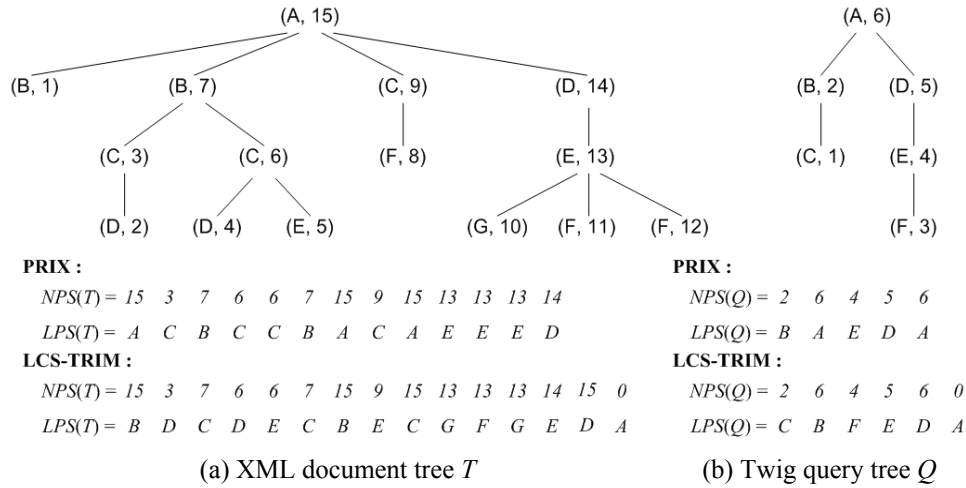 (A, 15)
(B, 1) (B, 7) (C, 9) (D, 14)
(C, 3) (C, 6) (F, 8) (E, 13)
(D, 2) (D, 4) (E, 5) (G, 10) (F, 11) (F, 12)
PRIX :
NPS(T) = 15 3 7 6 6 7 15 9 15 13 13 13 14
LPS(T) = A C B C C B A C A E E E D
LCS-TRIM :
NPS(T) = 15 3 7 6 6 7 15 9 15 13 13 13 14 15 0
LPS(T) = B D C D E C B E C G F G E D A
(a) XML document tree T
(A, 6)
(B, 2) (D, 5)
(C, 1) (E, 4)
(F, 3)
PRIX :
NPS(Q) = 2 6 4 5 6
LPS(Q) = B A E D A
LCS-TRIM :
NPS(Q) = 2 6 4 5 6 0
LPS(Q) = C B F E D A
(b) Twig query tree Q